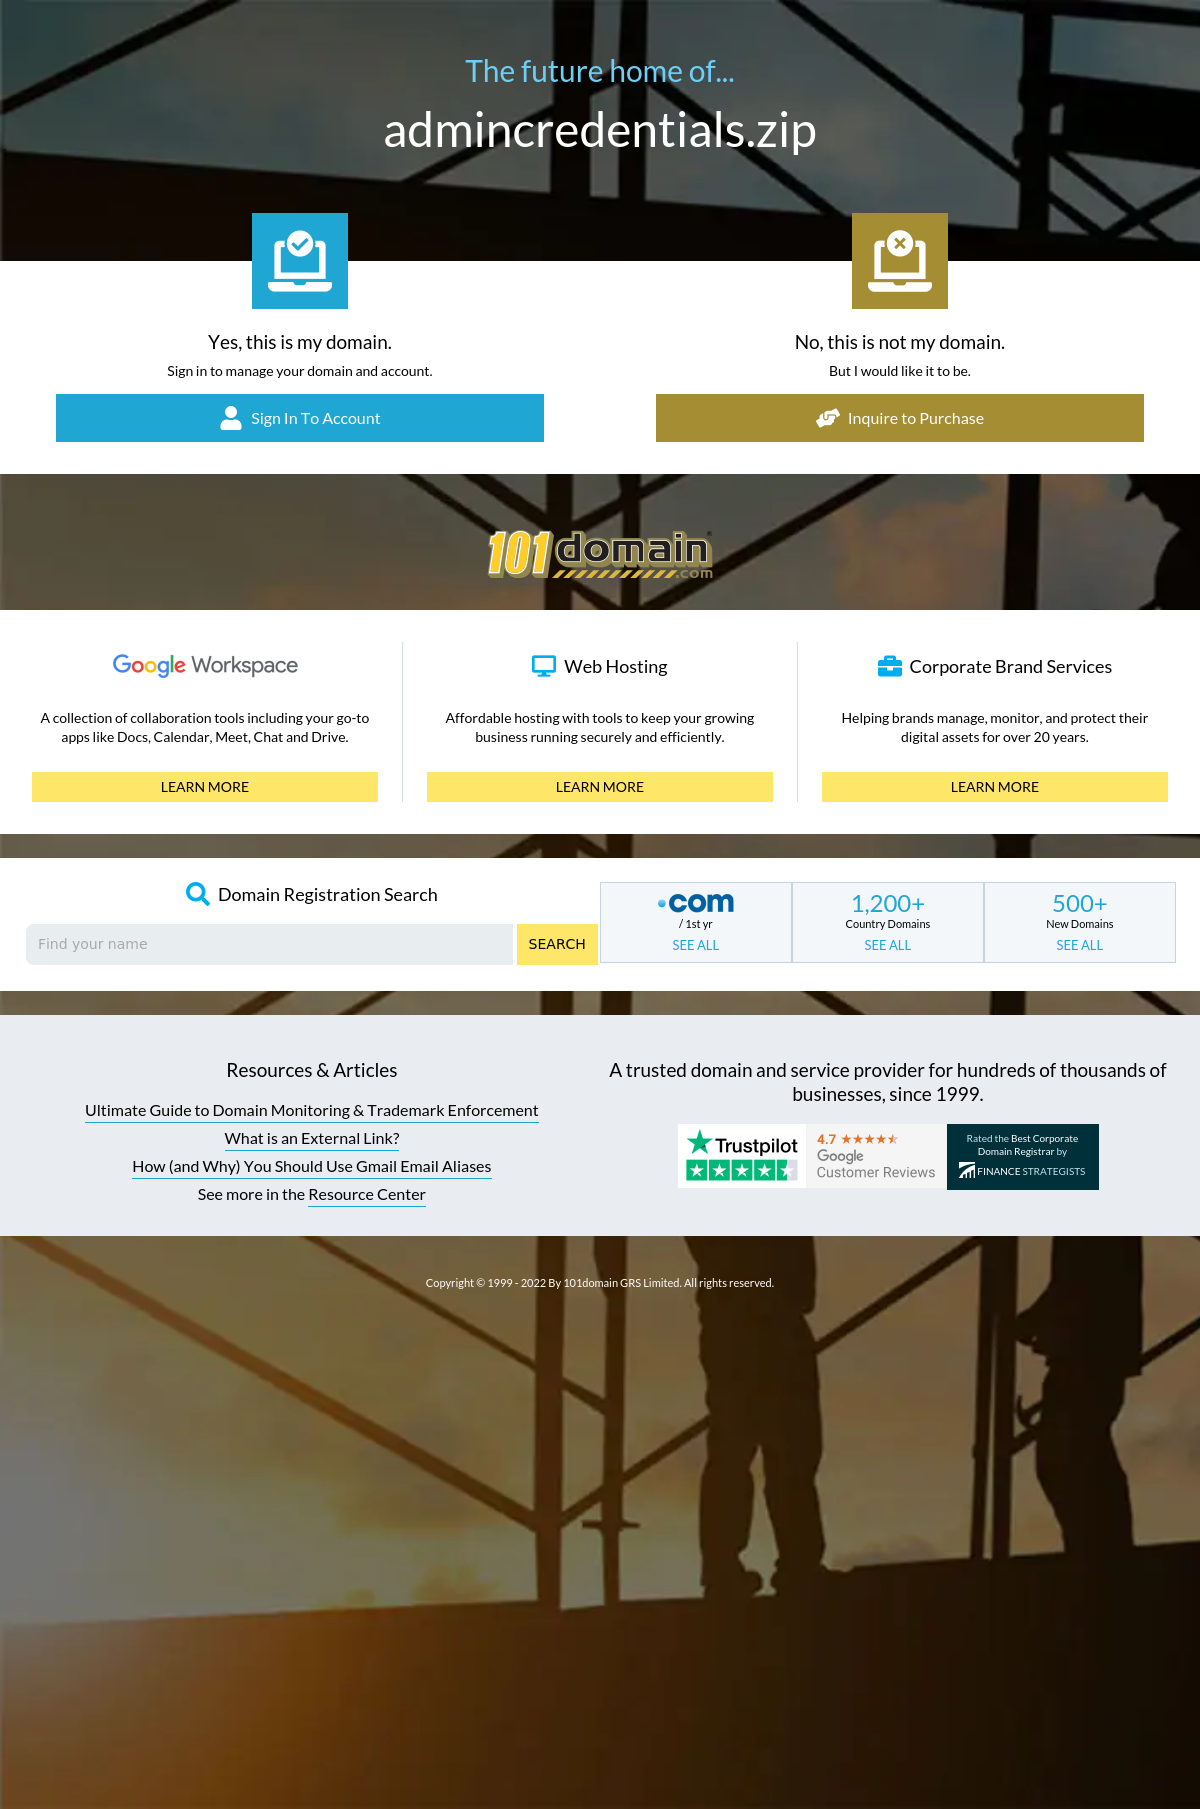 The future home of...
admincredentials.zip
Yes, this is my domain.
Sign in to manage your domain and account.
Sign In To Account
No, this is not my domain.
But I would like it to be.
Inquire to Purchase
101domain
.com
Google Workspace
A collection of collaboration tools including your go-to
apps like Docs, Calendar, Meet, Chat and Drive.
LEARN MORE
Web Hosting
Affordable hosting with tools to keep your growing
business running securely and efficiently.
LEARN MORE
Corporate Brand Services
Helping brands manage, monitor, and protect their
digital assets for over 20 years.
LEARN MORE
Domain Registration Search
Find your name
SEARCH
.com
/ 1st yr
SEE ALL
1,200+
Country Domains
SEE ALL
500+
New Domains
SEE ALL
Resources & Articles
Ultimate Guide to Domain Monitoring & Trademark Enforcement
What is an External Link?
How (and Why) You Should Use Gmail Email Aliases
See more in the Resource Center
A trusted domain and service provider for hundreds of thousands of
businesses, since 1999.
Trustpilot
4.7
Google
Customer Reviews
Rated the Best Corporate
Domain Registrar by
FINANCE STRATEGISTS
Copyright © 1999 - 2022 By 101domain GRS Limited. All rights reserved.